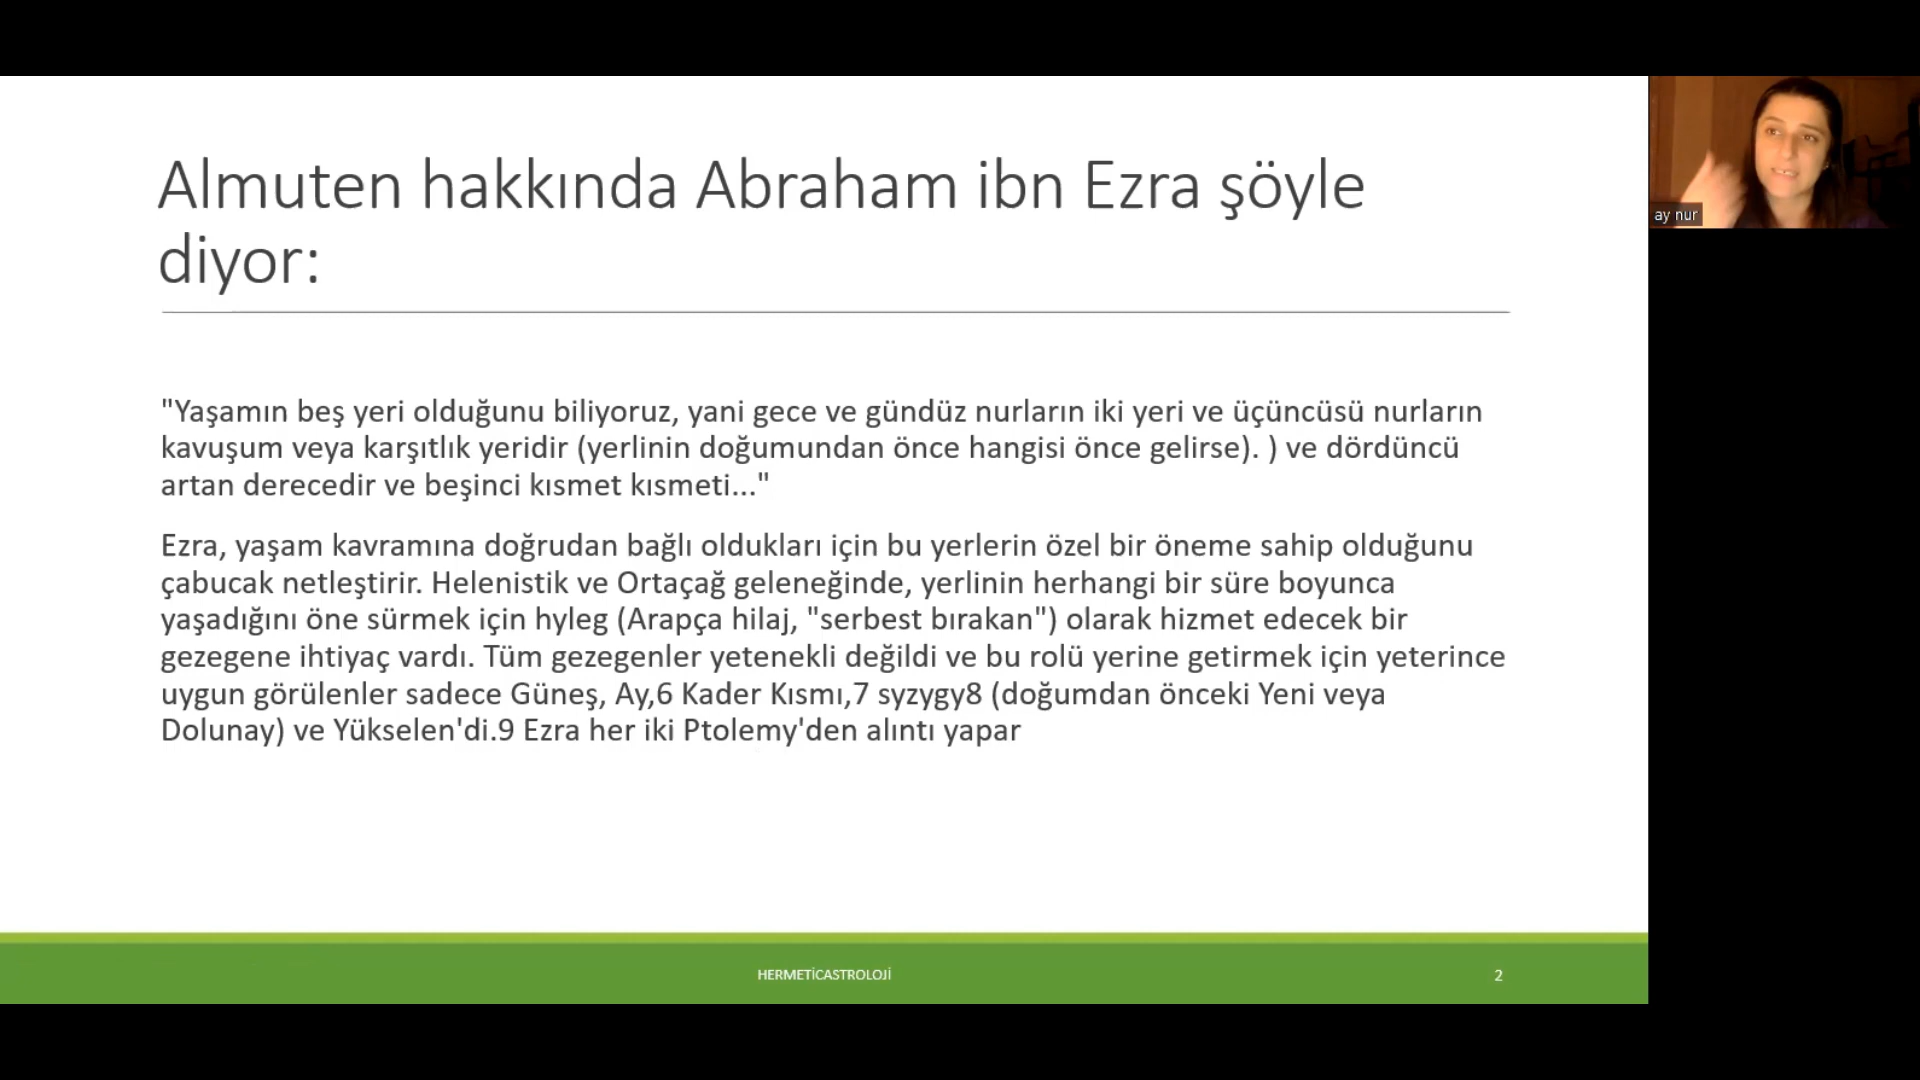 Almuten hakkında Abraham ibn Ezra şöyle
diyor:
"Yaşamın beş yeri olduğunu biliyoruz, yani gece ve gündüz nurların iki yeri ve üçüncüsü nurların
kavuşum veya karşıtlık yeridir (yerlinin doğumundan önce hangisi önce gelirse). ) ve dördüncü
artan derecedir ve beşinci kısmet kısmeti..."
Ezra, yaşam kavramına doğrudan bağlı oldukları için bu yerlerin özel bir öneme sahip olduğunu
çabucak netleştirir. Helenistik ve Ortaçağ geleneğinde, yerlinin herhangi bir süre boyunca
yaşadığını öne sürmek için hyleg (Arapça hilaj, "serbest bırakan") olarak hizmet edecek bir
gezegene ihtiyaç vardı. Tüm gezegenler yetenekli değildi ve bu rolü yerine getirmek için yeterince
uygun görülenler sadece Güneş, Ay,6 Kader Kısmı,7 syzygy8 (doğumdan önceki Yeni veya
Dolunay) ve Yükselen'di.9 Ezra her iki Ptolemy'den alıntı yapar
HERMETİCASTROLOJİ
2
ay nur